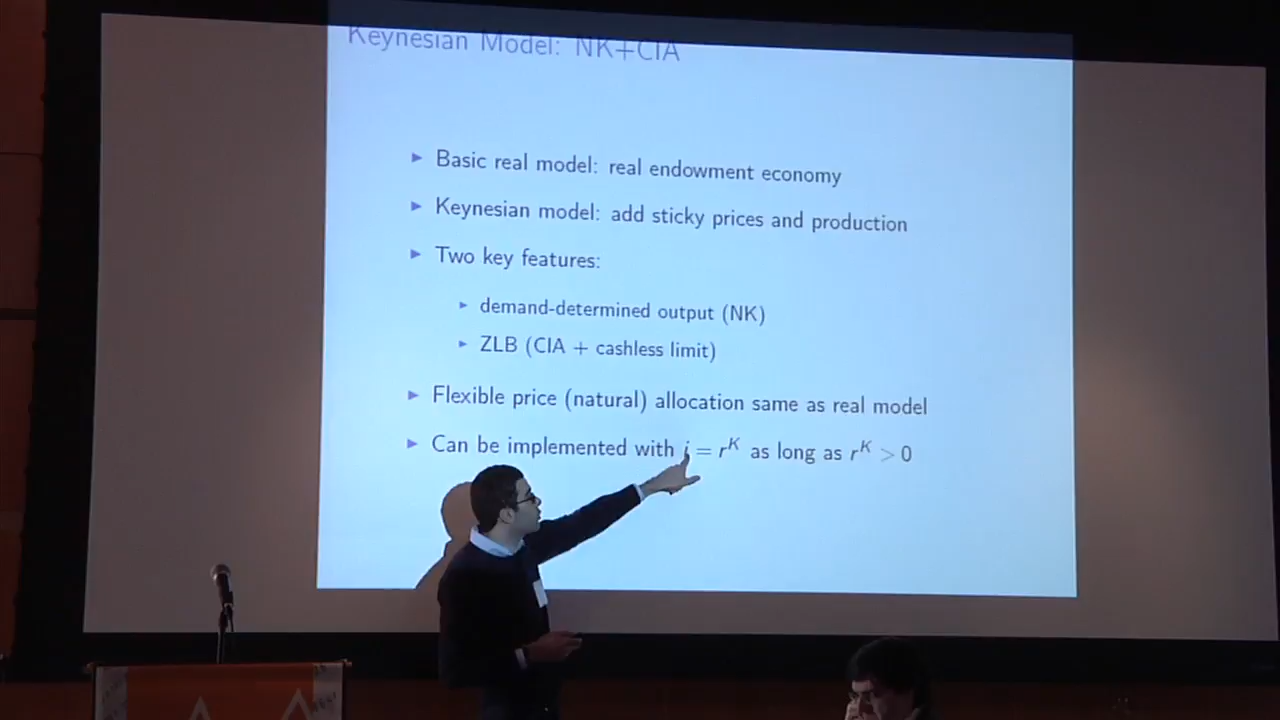 Keynesian Model: NK+CIA
▶ Basic real model: real endowment economy
▶ Keynesian model: add sticky prices and production
▶ Two key features:
▶ demand-determined output (NK)
▶ ZLB (CIA + cashless limit)
▶ Flexible price (natural) allocation same as real model
▶ Can be implemented with i = r^K as long as r^K > 0